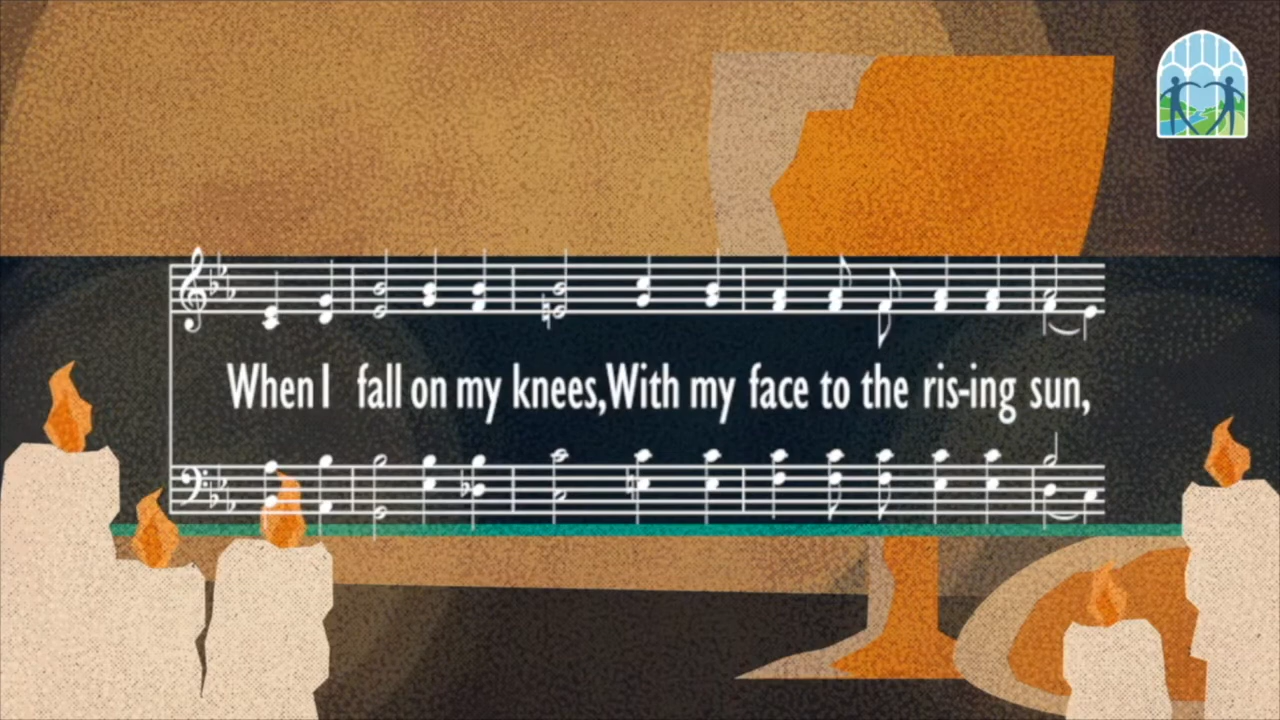 When I fall on my knees, With my face to the ris-ing sun,